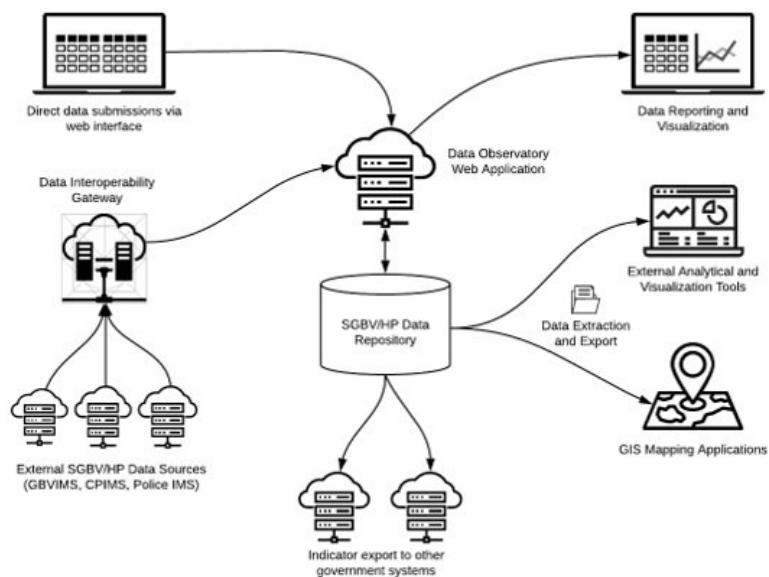 Direct data submissions via
web interface
Data Reporting and
Visualization
Data Observatory
Web Application
Data Interoperability
Gateway
External Analytical and
Visualization Tools
SGBV/HP Data
Repository
Data Extraction
and Export
GIS Mapping Applications
External SGBV/HP Data Sources
(GBVIMS, CPIMS, Police IMS)
Indicator export to other
government systems